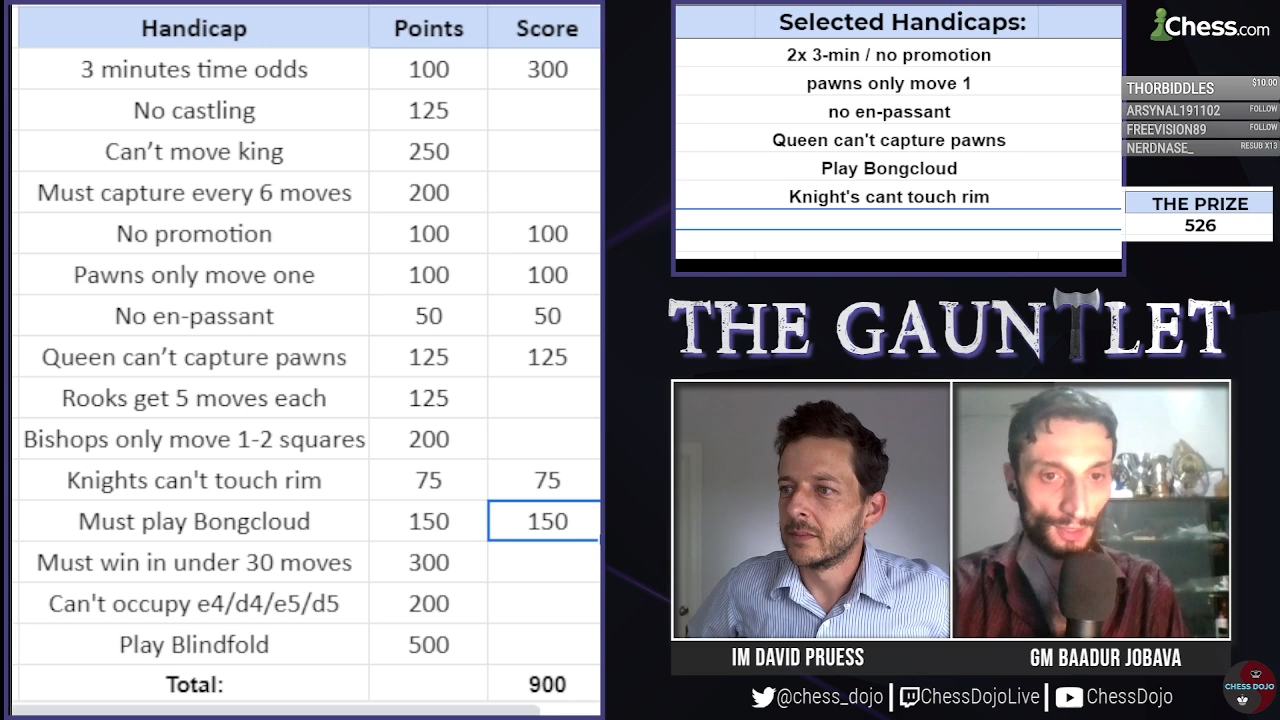 Handicap Points Score
3 minutes time odds 100 300
No castling 125
Can’t move king 250
Must capture every 6 moves 200
No promotion 100 100
Pawns only move one 100 100
No en-passant 50 50
Queen can’t capture pawns 125 125
Rooks get 5 moves each 125
Bishops only move 1-2 squares 200
Knights can't touch rim 75 75
Must play Bongcloud 150 150
Must win in under 30 moves 300
Can't occupy e4/d4/e5/d5 200
Play Blindfold 500
Total: 900
Selected Handicaps:
2x 3-min / no promotion
pawns only move 1
no en-passant
Queen can't capture pawns
Play Bongcloud
Knight's cant touch rim
Chess.com
THORBIDDLES $10.00
ARSYNAL191102 FOLLOW
FREEVISION89 FOLLOW
NERDNASE_ RESUB X13
THE PRIZE
526
THE GAUNTLET
IM DAVID PRUESS
GM BAADUR JOBAVA
@chess_dojo | ChessDojoLive | ChessDojo
CHESS DOJO